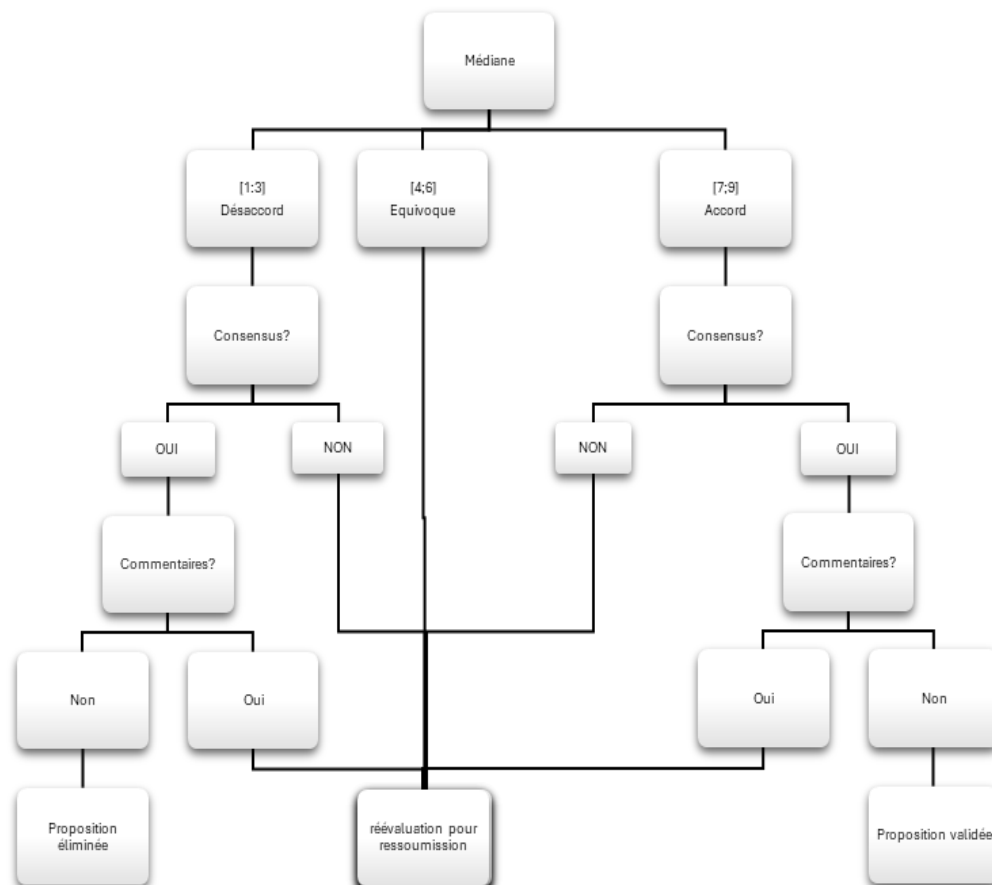 Médiane
[1:3]
Désaccord
[4;6]
Equivoque
[7;9]
Accord
Consensus?
Consensus?
OUI
NON
NON
OUI
Commentaires?
Commentaires?
Non
Oui
Oui
Non
Proposition
éliminée
réévaluation pour
ressoumission
Proposition validée